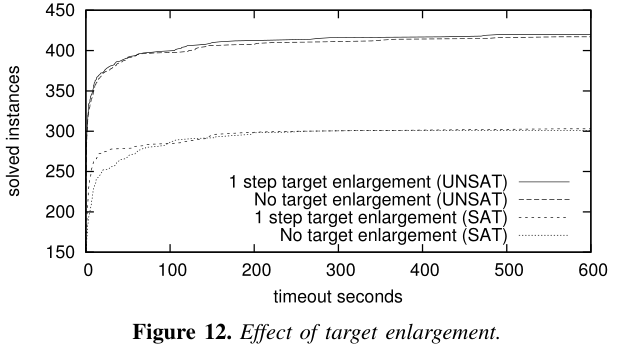 450
400
350
300
250
200
150
solved instances
1 step target enlargement (UNSAT)
No target enlargement (UNSAT)
1 step target enlargement (SAT)
No target enlargement (SAT)
0 100 200 300 400 500 600
timeout seconds
Figure 12. Effect of target enlargement.